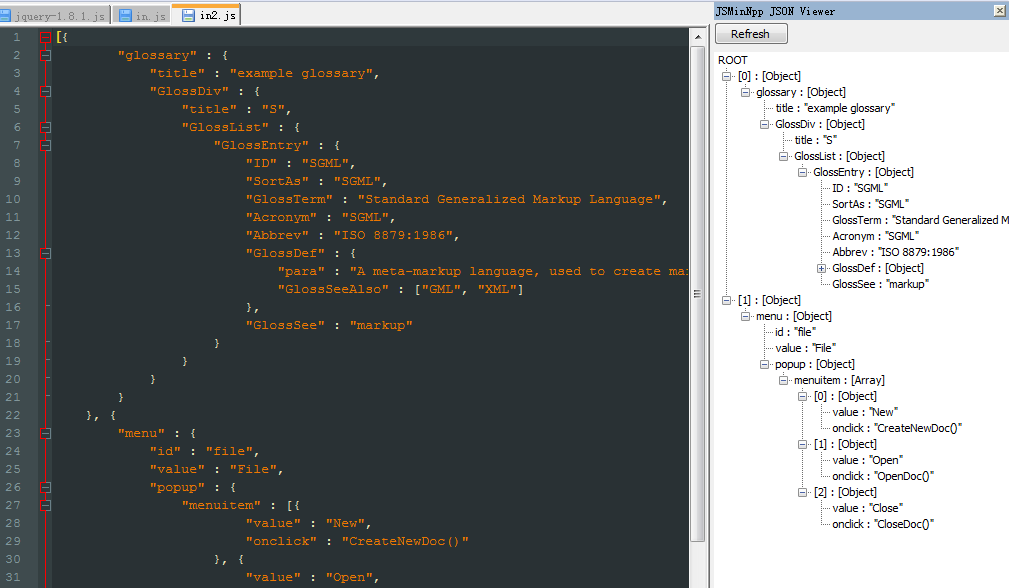 jquery-1.8.1.js in.js in2.js
1 [{
2 "glossary" : {
3 "title" : "example glossary",
4 "GlossDiv" : {
5 "title" : "S",
6 "GlossList" : {
7 "GlossEntry" : {
8 "ID" : "SGML",
9 "SortAs" : "SGML",
10 "GlossTerm" : "Standard Generalized Markup Language",
11 "Acronym" : "SGML",
12 "Abbrev" : "ISO 8879:1986",
13 "GlossDef" : {
14 "para" : "A meta-markup language, used to create ma
15 "GlossSeeAlso" : ["GML", "XML"]
16 },
17 "GlossSee" : "markup"
18 }
19 }
20 }
21 }
22 }, {
23 "menu" : {
24 "id" : "file",
25 "value" : "File",
26 "popup" : {
27 "menuitem" : [{
28 "value" : "New",
29 "onclick" : "CreateNewDoc()"
30 }, {
31 "value" : "Open",
JSMinNpp JSON Viewer
Refresh
ROOT
[0] : [Object]
glossary : [Object]
title : "example glossary"
GlossDiv : [Object]
title : "S"
GlossList : [Object]
GlossEntry : [Object]
ID : "SGML"
SortAs : "SGML"
GlossTerm : "Standard Generalized M
Acronym : "SGML"
Abbrev : "ISO 8879:1986"
GlossDef : [Object]
GlossSee : "markup"
[1] : [Object]
menu : [Object]
id : "file"
value : "File"
popup : [Object]
menuitem : [Array]
[0] : [Object]
value : "New"
onclick : "CreateNewDoc()"
[1] : [Object]
value : "Open"
onclick : "OpenDoc()"
[2] : [Object]
value : "Close"
onclick : "CloseDoc()"